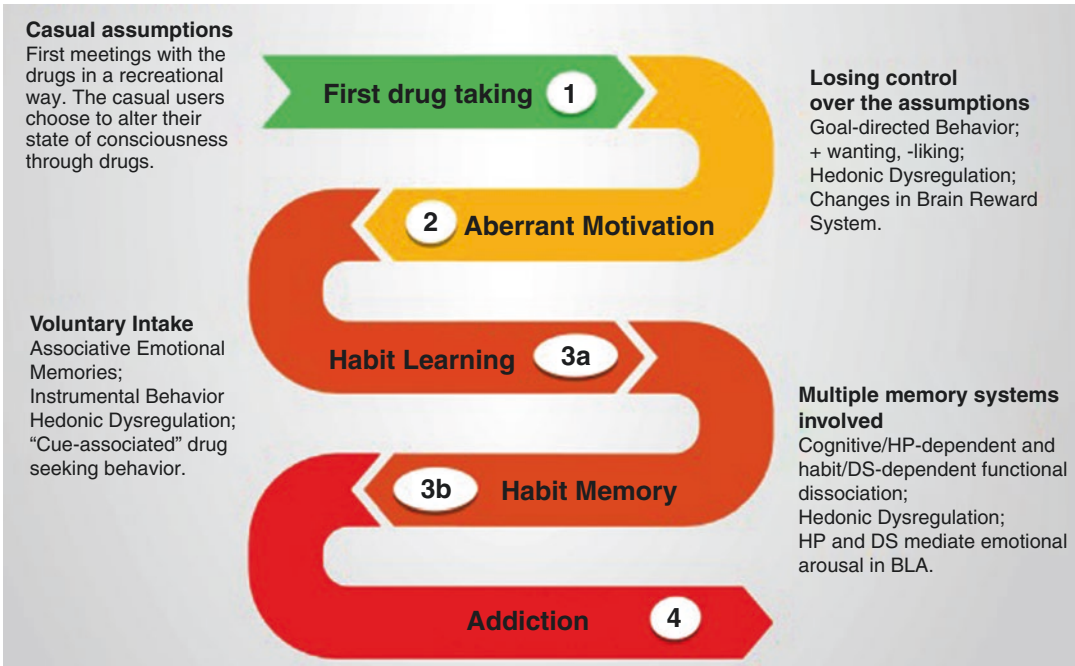 Casual assumptions
First meetings with the
drugs in a recreational
way. The casual users
choose to alter their
state of consciousness
through drugs.
First drug taking 1
Losing control
over the assumptions
Goal-directed Behavior;
+ wanting, -liking;
Hedonic Dysregulation;
Changes in Brain Reward
System.
2 Aberrant Motivation
Voluntary Intake
Associative Emotional
Memories;
Instrumental Behavior
Hedonic Dysregulation;
“Cue-associated” drug
seeking behavior.
Habit Learning 3a
Multiple memory systems
involved
Cognitive/HP-dependent and
habit/DS-dependent functional
dissociation;
Hedonic Dysregulation;
HP and DS mediate emotional
arousal in BLA.
3b Habit Memory
Addiction 4